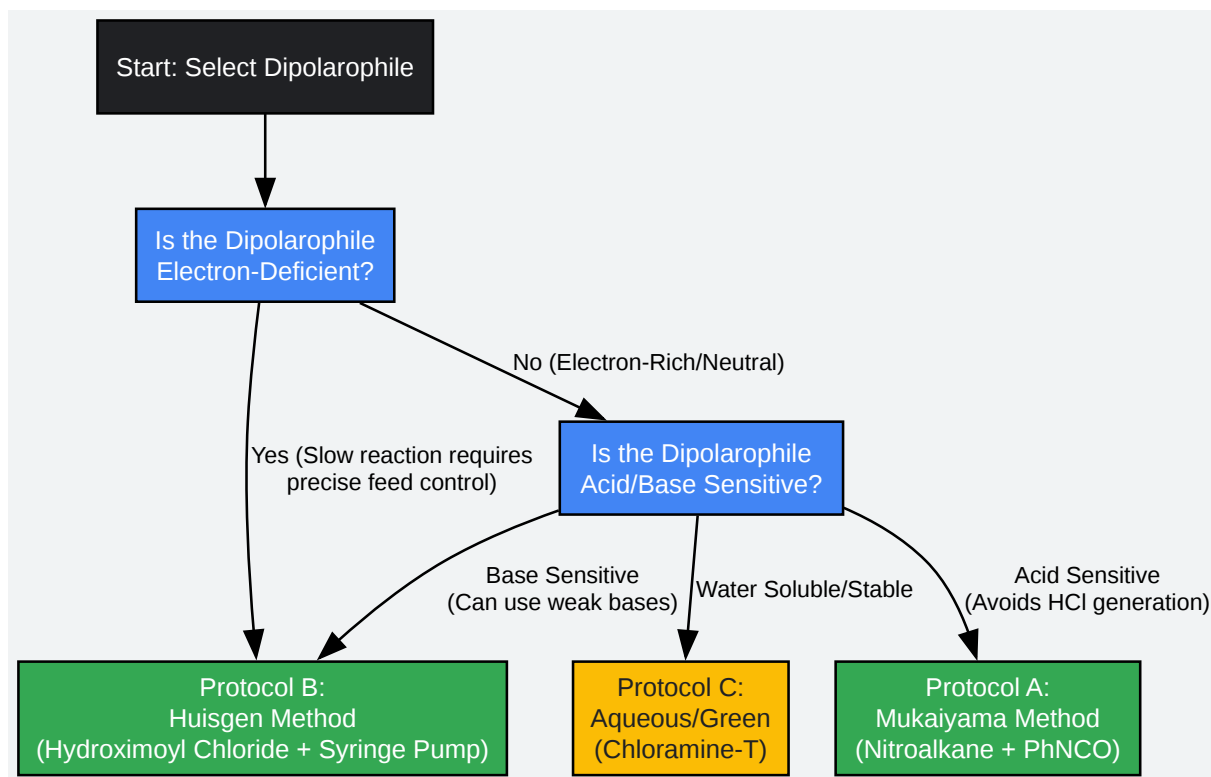 Start: Select Dipolarophile
Is the Dipolarophile
Electron-Deficient?
No (Electron-Rich/Neutral)
Yes (Slow reaction requires
precise feed control)
Is the Dipolarophile
Acid/Base Sensitive?
Base Sensitive
(Can use weak bases)
Water Soluble/Stable
Acid Sensitive
(Avoids HCl generation)
Protocol B:
Huisgen Method
(Hydroximoyl Chloride + Syringe Pump)
Protocol C:
Aqueous/Green
(Chloramine-T)
Protocol A:
Mukaiyama Method
(Nitroalkane + PhNCO)